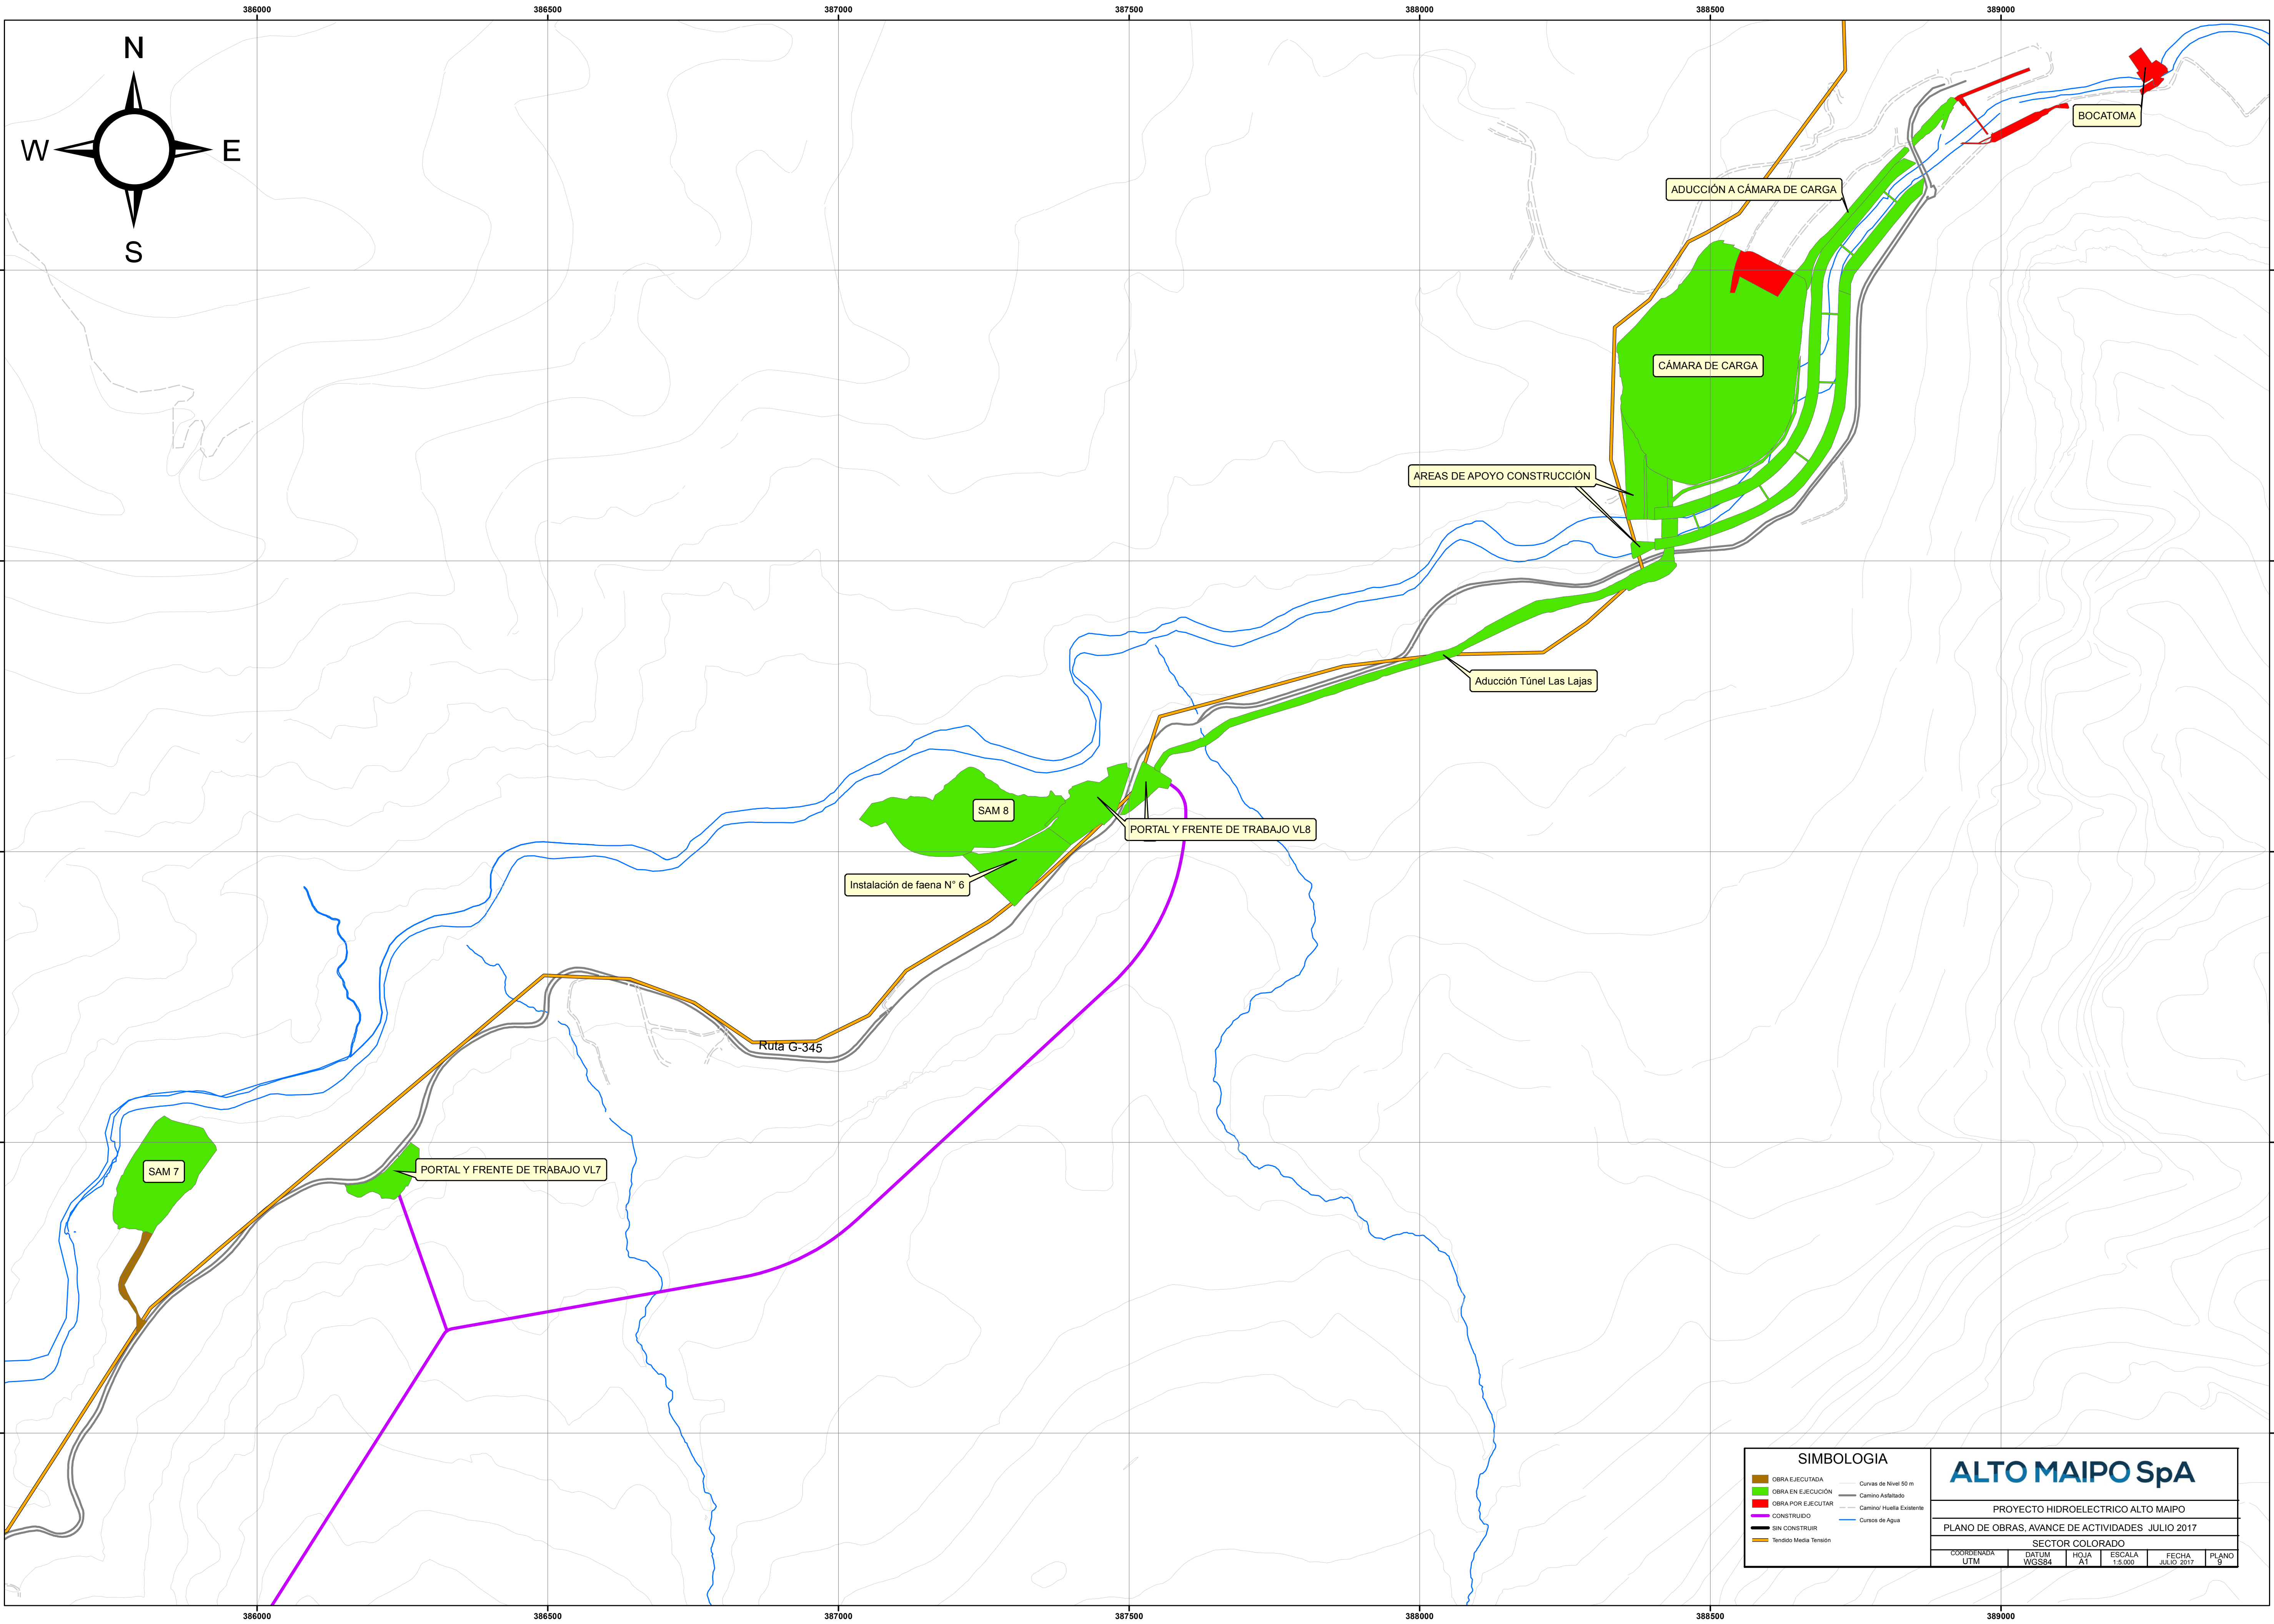 386000 386500 387000 387500 388000 388500 389000
N
W E
S
BOCATOMA
ADUCCIÓN A CÁMARA DE CARGA
CÁMARA DE CARGA
AREAS DE APOYO CONSTRUCCIÓN
Aducción Túnel Las Lajas
SAM 8
PORTAL Y FRENTE DE TRABAJO VL8
Instalación de faena N° 6
Ruta G-345
SAM 7
PORTAL Y FRENTE DE TRABAJO VL7
SIMBOLOGIA
OBRA EJECUTADA
OBRA EN EJECUCIÓN
OBRA POR EJECUTAR
CONSTRUIDO
SIN CONSTRUIR
Tendido Media Tensión
Curvas de Nivel 50 m
Camino Asfaltado
Camino/ Huella Existente
Cursos de Agua
ALTO MAIPO SpA
PROYECTO HIDROELECTRICO ALTO MAIPO
PLANO DE OBRAS, AVANCE DE ACTIVIDADES JULIO 2017
SECTOR COLORADO
COORDENADA DATUM HOJA ESCALA FECHA PLANO
UTM WGS84 A1 1:5.000 JULIO 2017 9
386000 386500 387000 387500 388000 388500 389000